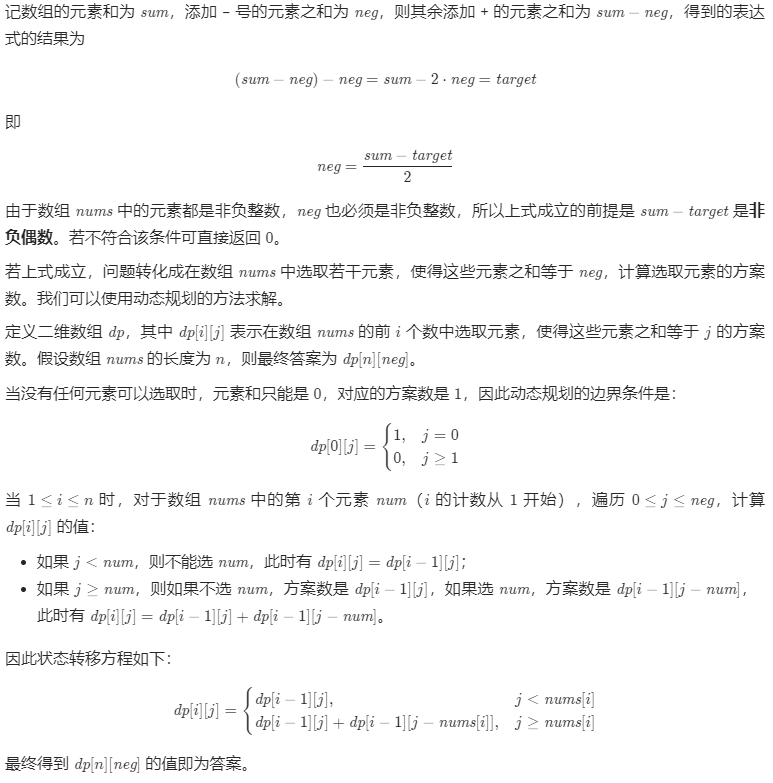 记数组的元素和为 sum，添加 - 号的元素之和为 neg，则其余添加 + 的元素之和为 sum − neg，得到的表达
式的结果为
(sum − neg) − neg = sum − 2 · neg = target
即
neg = (sum − target) / 2
由于数组 nums 中的元素都是非负整数，neg 也必须是非负整数，所以上式成立的前提是 sum − target 是非
负偶数。若不符合该条件可直接返回 0。
若上式成立，问题转化成在数组 nums 中选取若干元素，使得这些元素之和等于 neg，计算选取元素的方案
数。我们可以使用动态规划的方法求解。
定义二维数组 dp，其中 dp[i][j] 表示在数组 nums 的前 i 个数中选取元素，使得这些元素之和等于 j 的方案
数。假设数组 nums 的长度为 n，则最终答案为 dp[n][neg]。
当没有任何元素可以选取时，元素和只能是 0，对应的方案数是 1，因此动态规划的边界条件是：
dp[0][j] = { 1, j = 0
0, j ≥ 1
当 1 ≤ i ≤ n 时，对于数组 nums 中的第 i 个元素 num（i 的计数从 1 开始），遍历 0 ≤ j ≤ neg，计算
dp[i][j] 的值：
• 如果 j < num，则不能选 num，此时有 dp[i][j] = dp[i − 1][j]；
• 如果 j ≥ num，则如果不选 num，方案数是 dp[i − 1][j]，如果选 num，方案数是 dp[i − 1][j − num]，
此时有 dp[i][j] = dp[i − 1][j] + dp[i − 1][j − num]。
因此状态转移方程如下：
dp[i][j] = { dp[i − 1][j], j < nums[i]
dp[i − 1][j] + dp[i − 1][j − nums[i]], j ≥ nums[i]
最终得到 dp[n][neg] 的值即为答案。